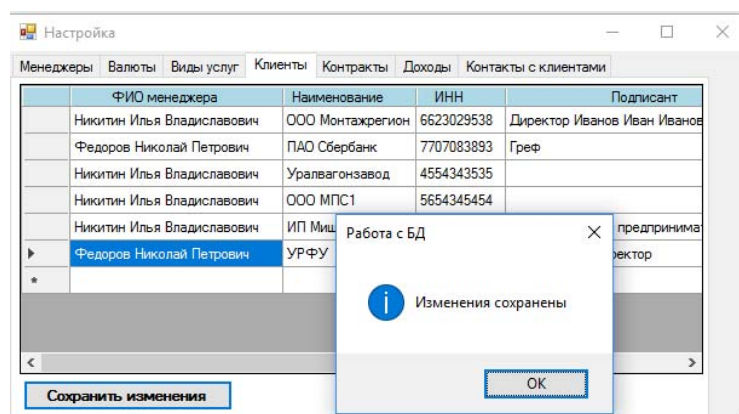 Настройка
Менеджеры Валюты Виды услуг Клиенты Контракты Доходы Контакты с клиентами
ФИО менеджера Наименование ИНН Подписант
Никитин Илья Владиславович ООО Монтажрегион 6623029538 Директор Иванов Иван Иванов
Федоров Николай Петрович ПАО Сбербанк 7707083893 Греф
Никитин Илья Владиславович Уралвагонзавод 4554343535
Никитин Илья Владиславович ООО МПС1 5654345454
Никитин Илья Владиславович ИП
Федоров Николай Петрович УРФУ
Работа с БД
Изменения сохранены
OK
Сохранить изменения